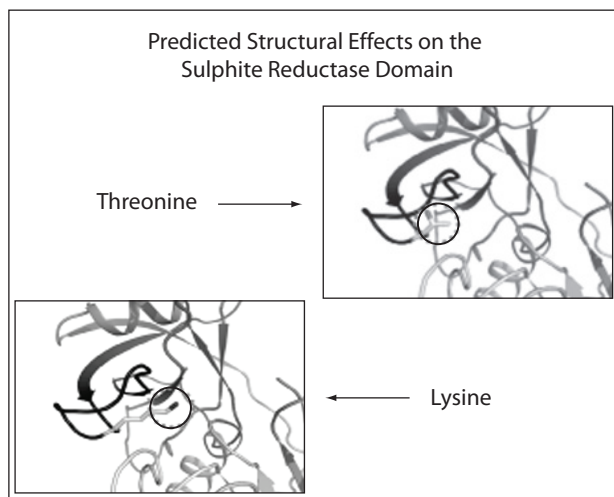 Predicted Structural Effects on the
Sulphite Reductase Domain
Threonine
Lysine